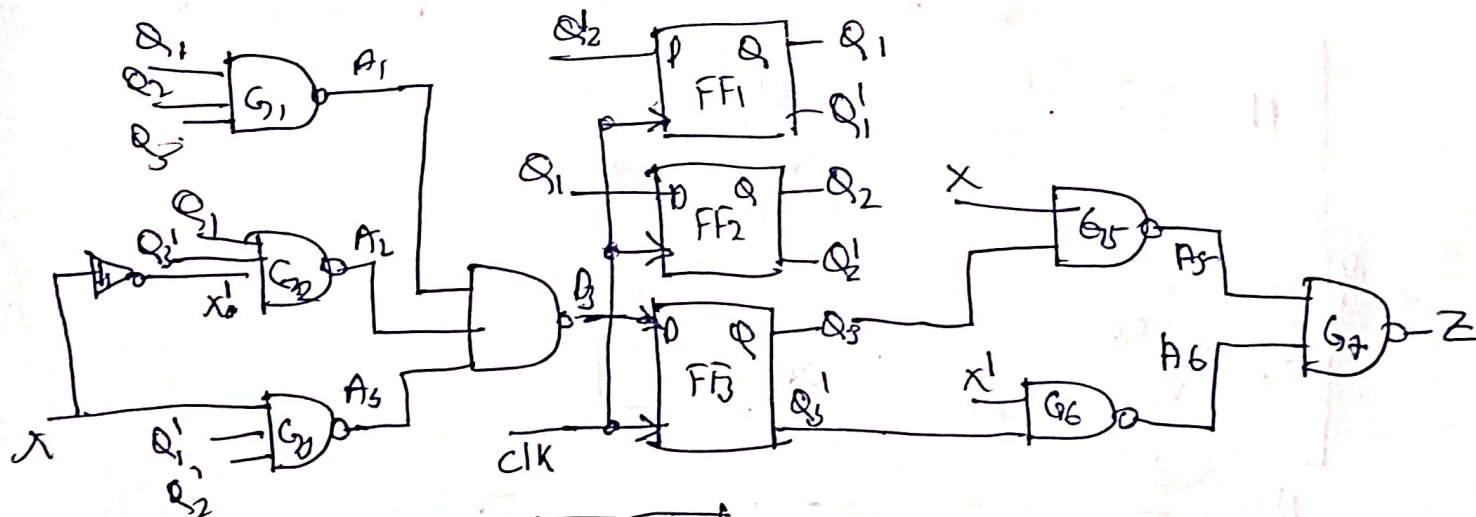 Q1
Q2
Q3
G1
A1
Q1
Q3'
X'
G2
A2
X
Q1'
Q2'
G3
A3
D3
Q2'
D Q
FF1
Q1
Q1'
Q1
D Q
FF2
Q2
Q2'
D Q
FF3
Q3
Q3'
Clk
X
G5
A5
X'
G6
A6
G7
Z